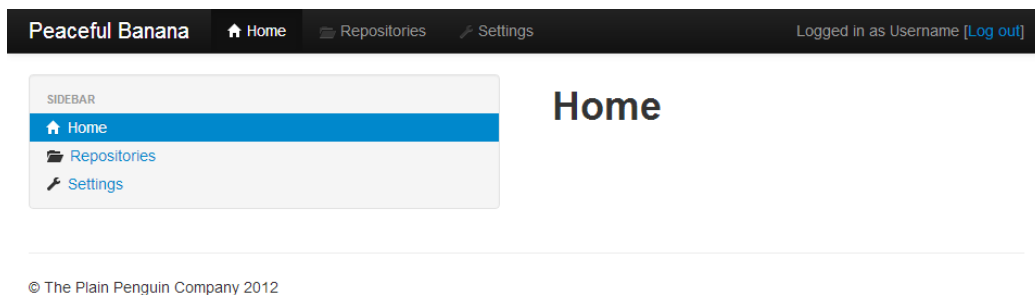 Peaceful Banana Home Repositories Settings Logged in as Username [Log out]
SIDEBAR
Home
Repositories
Settings
Home
© The Plain Penguin Company 2012